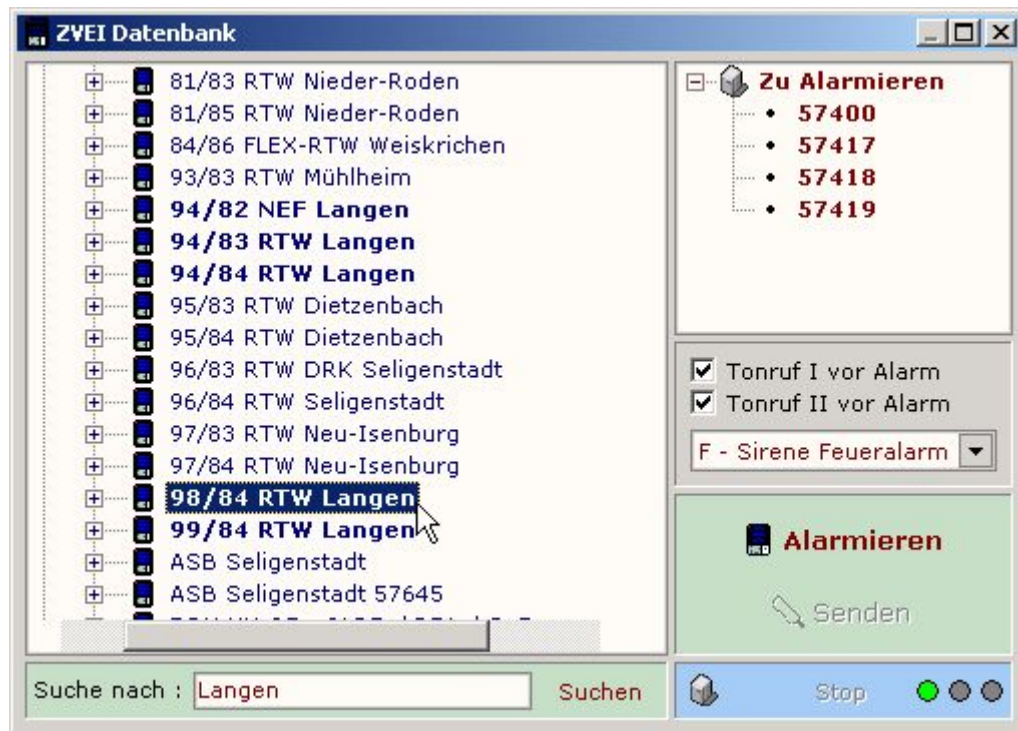 ZVEI Datenbank
81/83 RTW Nieder-Roden
81/85 RTW Nieder-Roden
84/86 FLEX-RTW Weiskrichen
93/83 RTW Mühlheim
94/82 NEF Langen
94/83 RTW Langen
94/84 RTW Langen
95/83 RTW Dietzenbach
95/84 RTW Dietzenbach
96/83 RTW DRK Seligenstadt
96/84 RTW Seligenstadt
97/83 RTW Neu-Isenburg
97/84 RTW Neu-Isenburg
98/84 RTW Langen
99/84 RTW Langen
ASB Seligenstadt
ASB Seligenstadt 57645
Suche nach : Langen Suchen
Zu Alarmieren
57400
57417
57418
57419
Tonruf I vor Alarm
Tonruf II vor Alarm
F - Sirene Feueralarm
Alarmieren
Senden
Stop